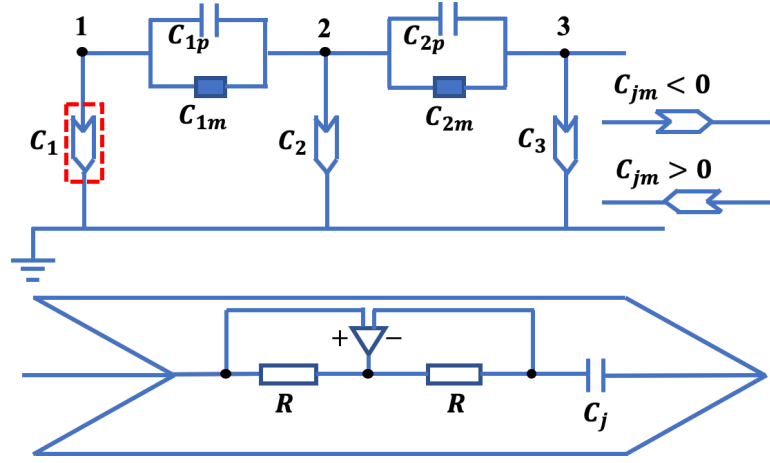 1 2 3
C₁ₚ C₂ₚ
C₁ₘ C₂ₘ
C₁ C₂ C₃
Cⱼₘ < 0
Cⱼₘ > 0
+ −
R R Cⱼ